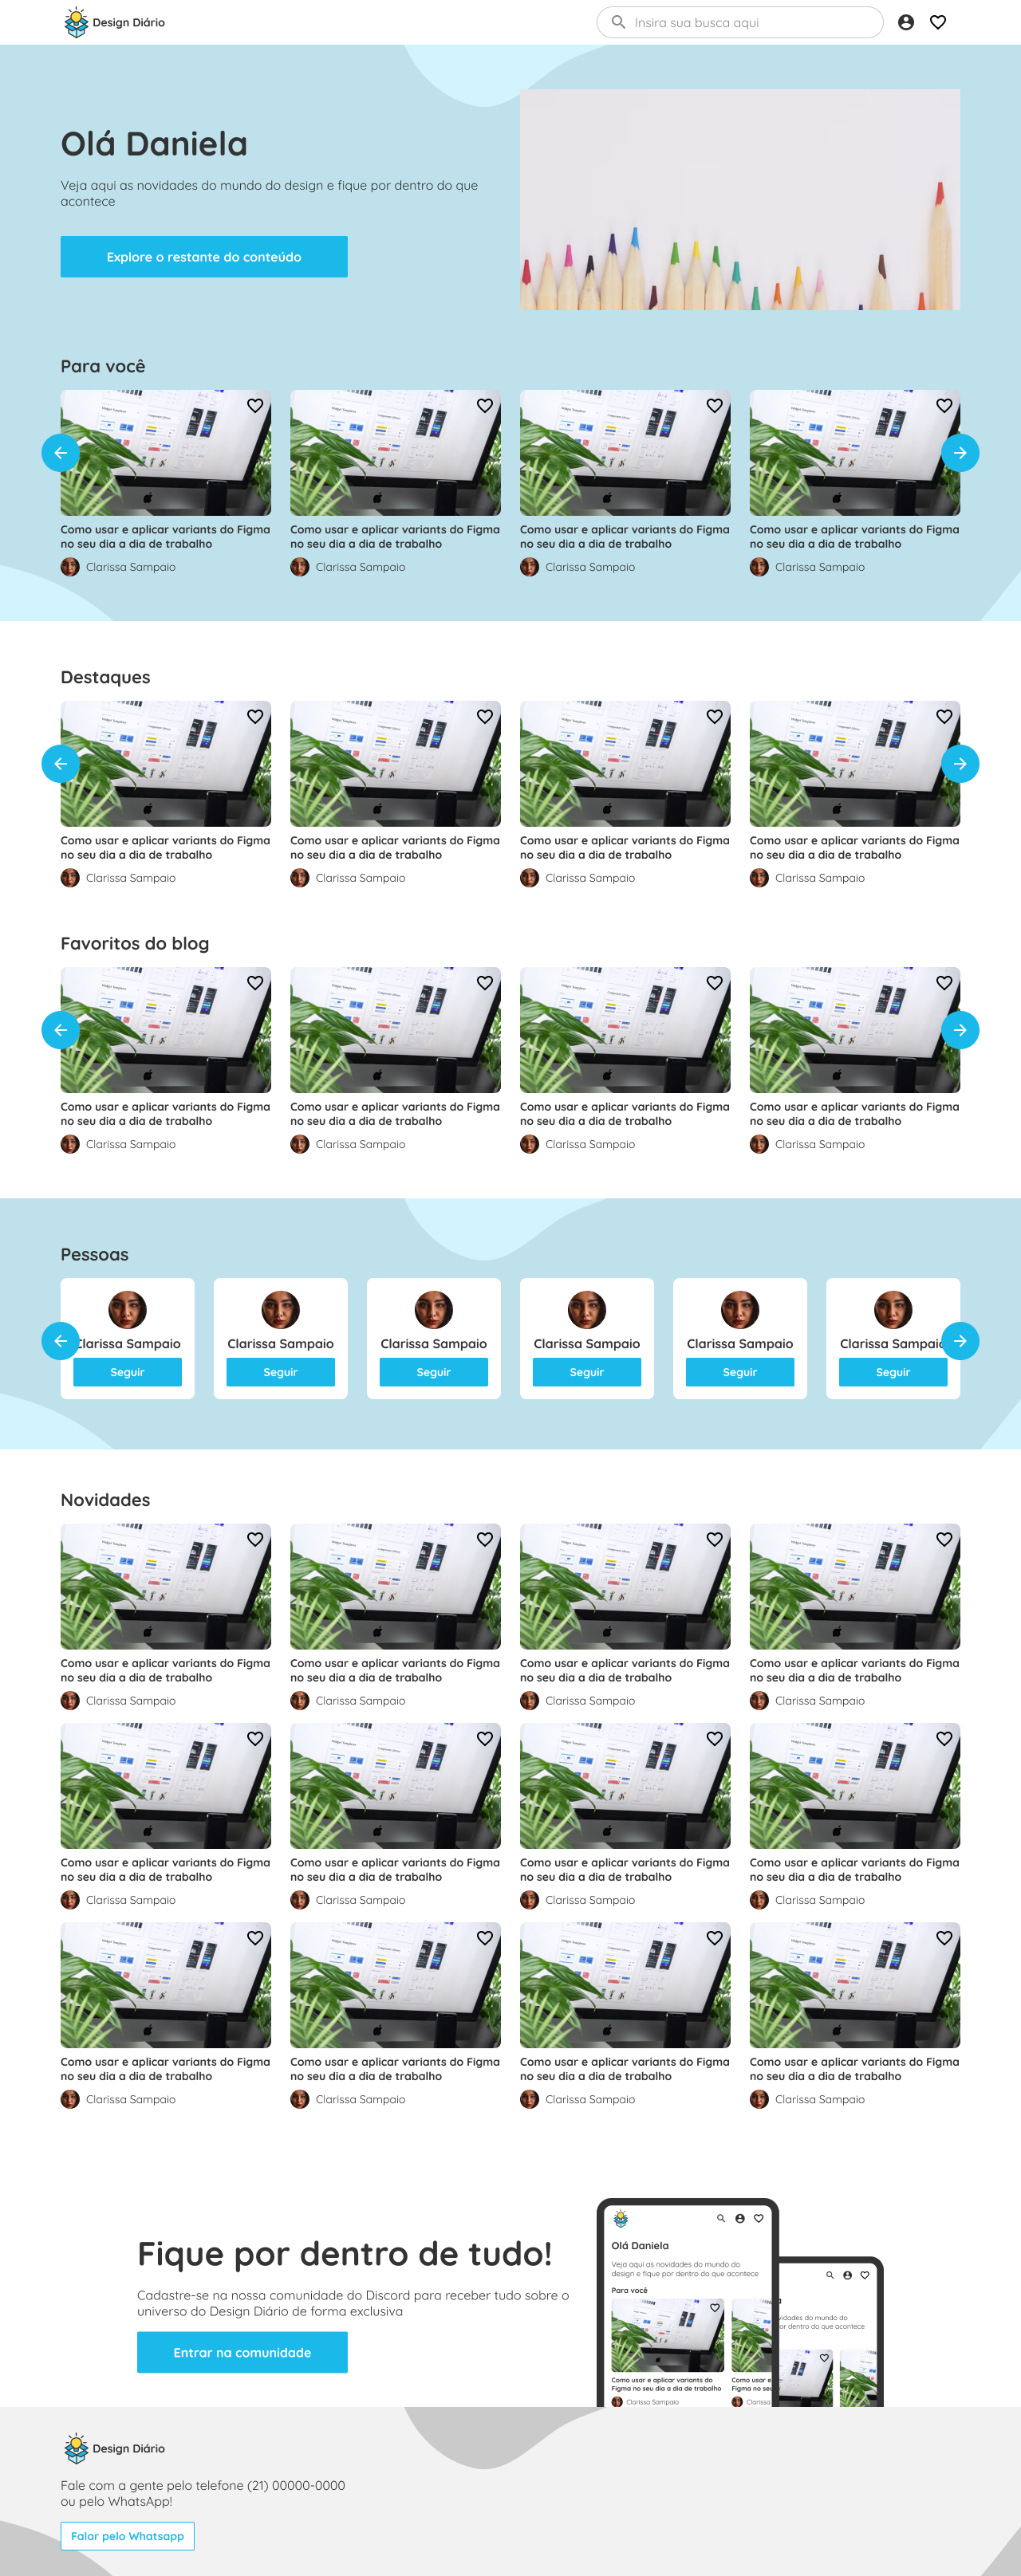 Design Diário
Insira sua busca aqui
Olá Daniela
Veja aqui as novidades do mundo do design e fique por dentro do que
acontece
Explore o restante do conteúdo
Para você
Como usar e aplicar variants do Figma
no seu dia a dia de trabalho
Clarissa Sampaio
Como usar e aplicar variants do Figma
no seu dia a dia de trabalho
Clarissa Sampaio
Como usar e aplicar variants do Figma
no seu dia a dia de trabalho
Clarissa Sampaio
Como usar e aplicar variants do Figma
no seu dia a dia de trabalho
Clarissa Sampaio
Destaques
Como usar e aplicar variants do Figma
no seu dia a dia de trabalho
Clarissa Sampaio
Como usar e aplicar variants do Figma
no seu dia a dia de trabalho
Clarissa Sampaio
Como usar e aplicar variants do Figma
no seu dia a dia de trabalho
Clarissa Sampaio
Como usar e aplicar variants do Figma
no seu dia a dia de trabalho
Clarissa Sampaio
Favoritos do blog
Como usar e aplicar variants do Figma
no seu dia a dia de trabalho
Clarissa Sampaio
Como usar e aplicar variants do Figma
no seu dia a dia de trabalho
Clarissa Sampaio
Como usar e aplicar variants do Figma
no seu dia a dia de trabalho
Clarissa Sampaio
Como usar e aplicar variants do Figma
no seu dia a dia de trabalho
Clarissa Sampaio
Pessoas
Clarissa Sampaio
Seguir
Clarissa Sampaio
Seguir
Clarissa Sampaio
Seguir
Clarissa Sampaio
Seguir
Clarissa Sampaio
Seguir
Clarissa Sampaio
Seguir
Novidades
Como usar e aplicar variants do Figma
no seu dia a dia de trabalho
Clarissa Sampaio
Como usar e aplicar variants do Figma
no seu dia a dia de trabalho
Clarissa Sampaio
Como usar e aplicar variants do Figma
no seu dia a dia de trabalho
Clarissa Sampaio
Como usar e aplicar variants do Figma
no seu dia a dia de trabalho
Clarissa Sampaio
Como usar e aplicar variants do Figma
no seu dia a dia de trabalho
Clarissa Sampaio
Como usar e aplicar variants do Figma
no seu dia a dia de trabalho
Clarissa Sampaio
Como usar e aplicar variants do Figma
no seu dia a dia de trabalho
Clarissa Sampaio
Como usar e aplicar variants do Figma
no seu dia a dia de trabalho
Clarissa Sampaio
Como usar e aplicar variants do Figma
no seu dia a dia de trabalho
Clarissa Sampaio
Como usar e aplicar variants do Figma
no seu dia a dia de trabalho
Clarissa Sampaio
Como usar e aplicar variants do Figma
no seu dia a dia de trabalho
Clarissa Sampaio
Como usar e aplicar variants do Figma
no seu dia a dia de trabalho
Clarissa Sampaio
Fique por dentro de tudo!
Cadastre-se na nossa comunidade do Discord para receber tudo sobre o
universo do Design Diário de forma exclusiva
Entrar na comunidade
Olá Daniela
Veja aqui as novidades do mundo do
design e fique por dentro do que acontece
Para você
Como usar e aplicar variants do
Figma no seu dia a dia de trabalho
Clarissa Sampaio
Como usar e
Figma no seu
Clarissa
vidades do mundo do
or dentro do que acontece
Design Diário
Fale com a gente pelo telefone (21) 00000-0000
ou pelo WhatsApp!
Falar pelo Whatsapp